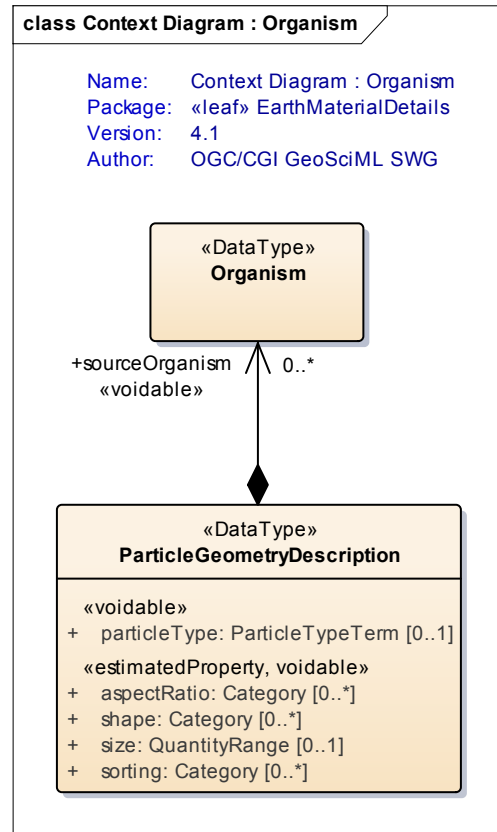 class Context Diagram : Organism
Name: Context Diagram : Organism
Package: «leaf» EarthMaterialDetails
Version: 4.1
Author: OGC/CGI GeoSciML SWG
«DataType»
Organism
+sourceOrganism 0..*
«voidable»
«DataType»
ParticleGeometryDescription
«voidable»
+ particleType: ParticleTypeTerm [0..1]
«estimatedProperty, voidable»
+ aspectRatio: Category [0..*]
+ shape: Category [0..*]
+ size: QuantityRange [0..1]
+ sorting: Category [0..*]